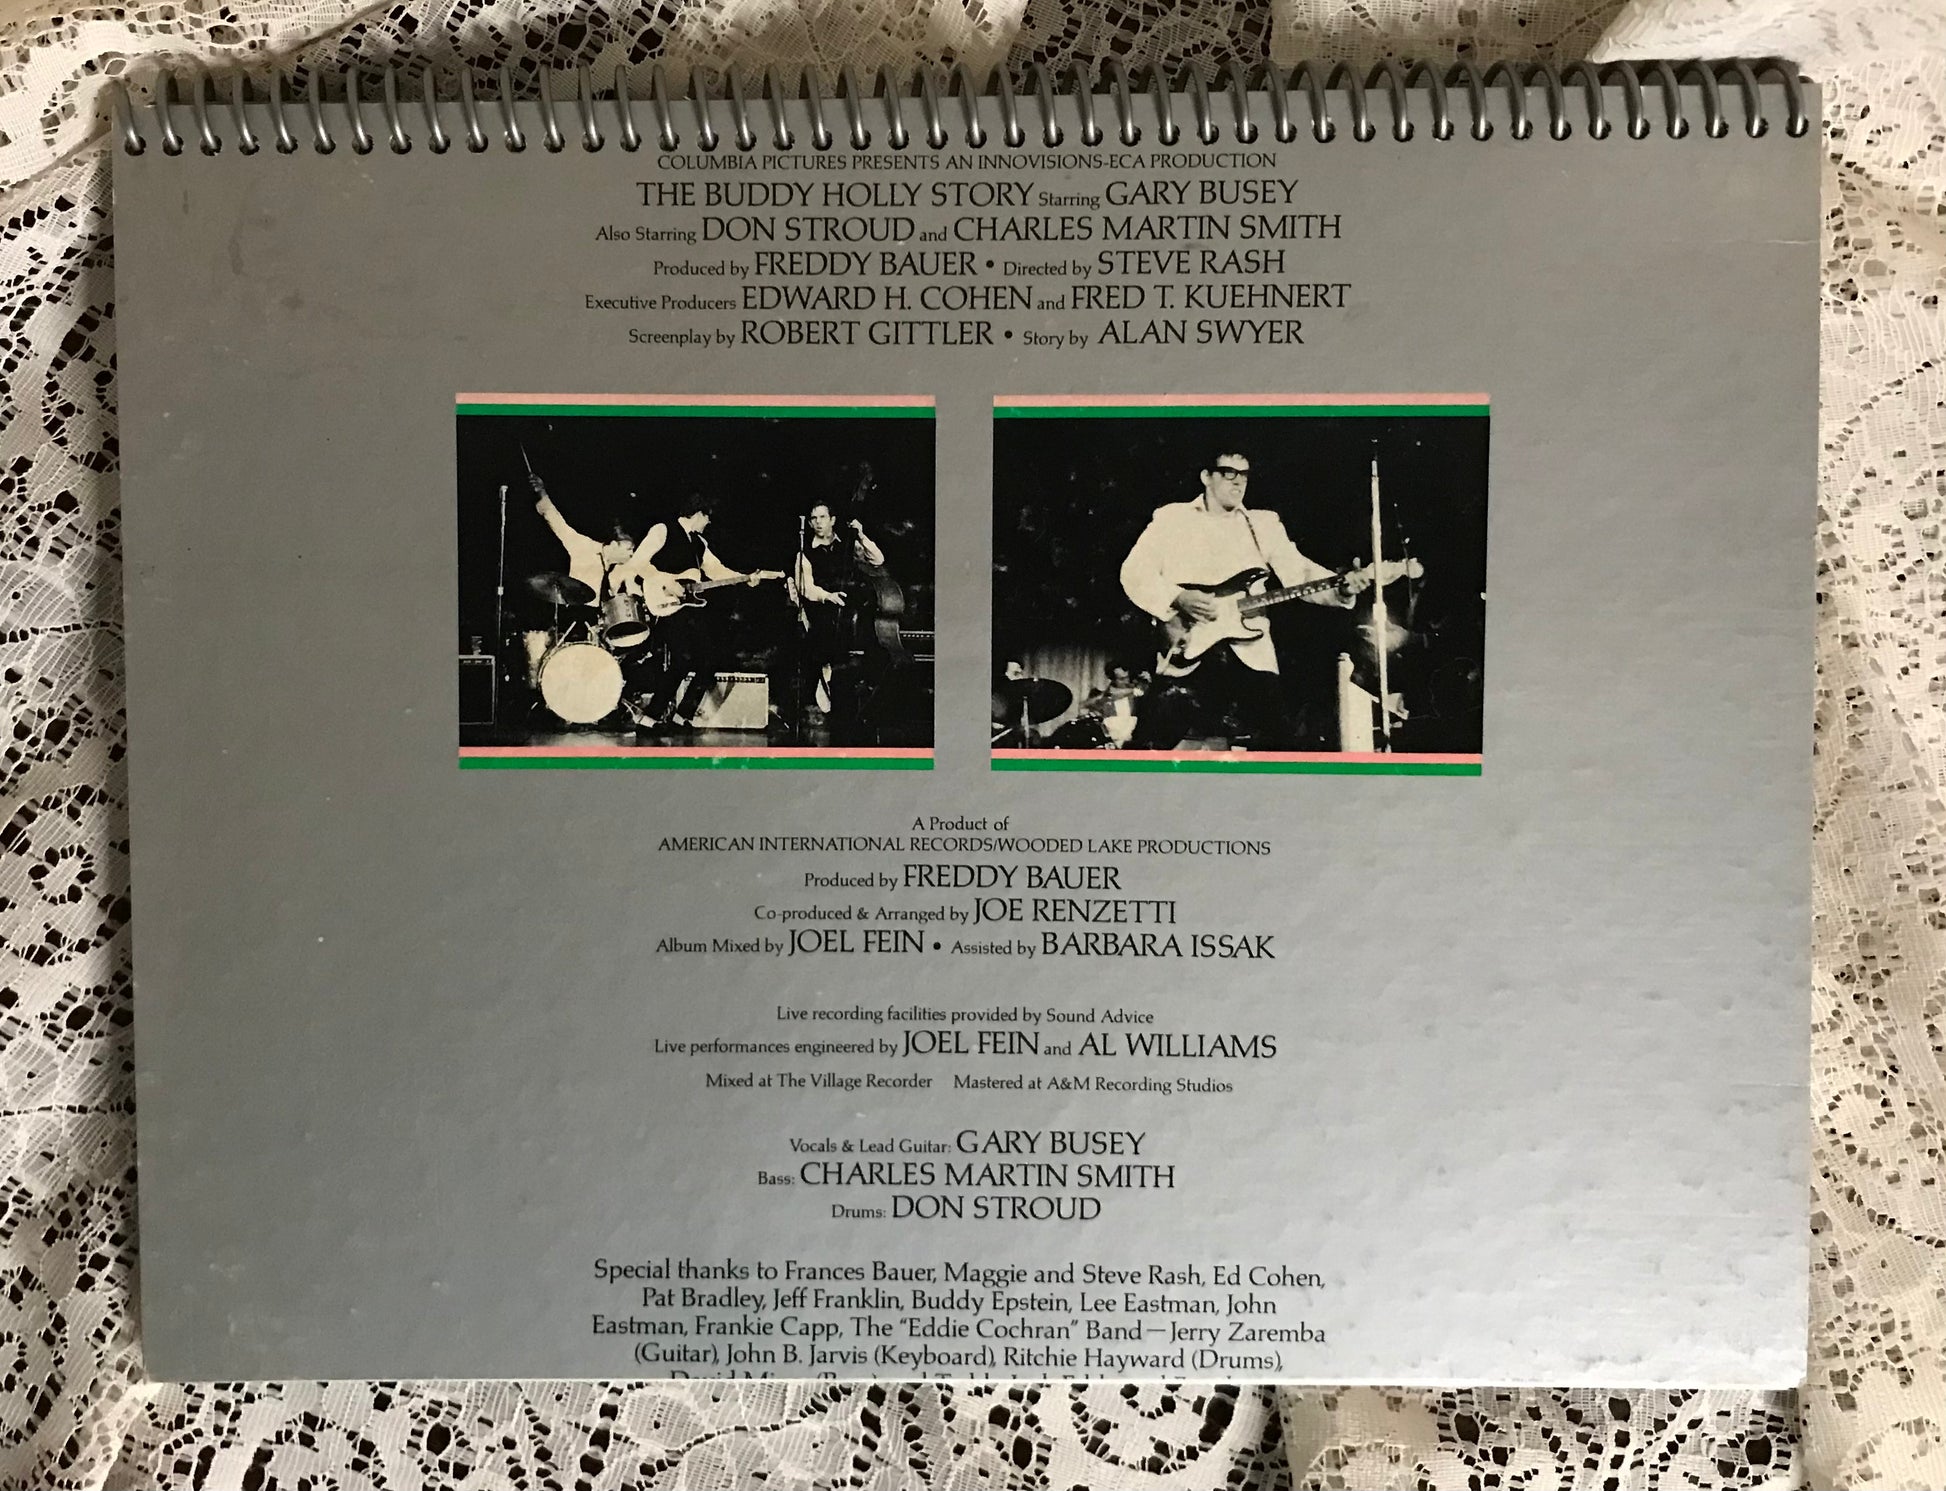 COLUMBIA PICTURES PRESENTS AN INNOVISIONS-ECA PRODUCTION
THE BUDDY HOLLY STORY Starring GARY BUSEY
Also Starring DON STROUD and CHARLES MARTIN SMITH
Produced by FREDDY BAUER • Directed by STEVE RASH
Executive Producers EDWARD H. COHEN and FRED T. KUEHNERT
Screenplay by ROBERT GITTLER • Story by ALAN SWYER
A Product of
AMERICAN INTERNATIONAL RECORDS/WOODED LAKE PRODUCTIONS
Produced by FREDDY BAUER
Co-produced & Arranged by JOE RENZETTI
Album Mixed by JOEL FEIN • Assisted by BARBARA ISSAK
Live recording facilities provided by Sound Advice
Live performances engineered by JOEL FEIN and AL WILLIAMS
Mixed at The Village Recorder Mastered at A&M Recording Studios
Vocals & Lead Guitar: GARY BUSEY
Bass: CHARLES MARTIN SMITH
Drums: DON STROUD
Special thanks to Frances Bauer, Maggie and Steve Rash, Ed Cohen,
Pat Bradley, Jeff Franklin, Buddy Epstein, Lee Eastman, John
Eastman, Frankie Capp, The "Eddie Cochran" Band—Jerry Zaremba
(Guitar), John B. Jarvis (Keyboard), Ritchie Hayward (Drums),
David